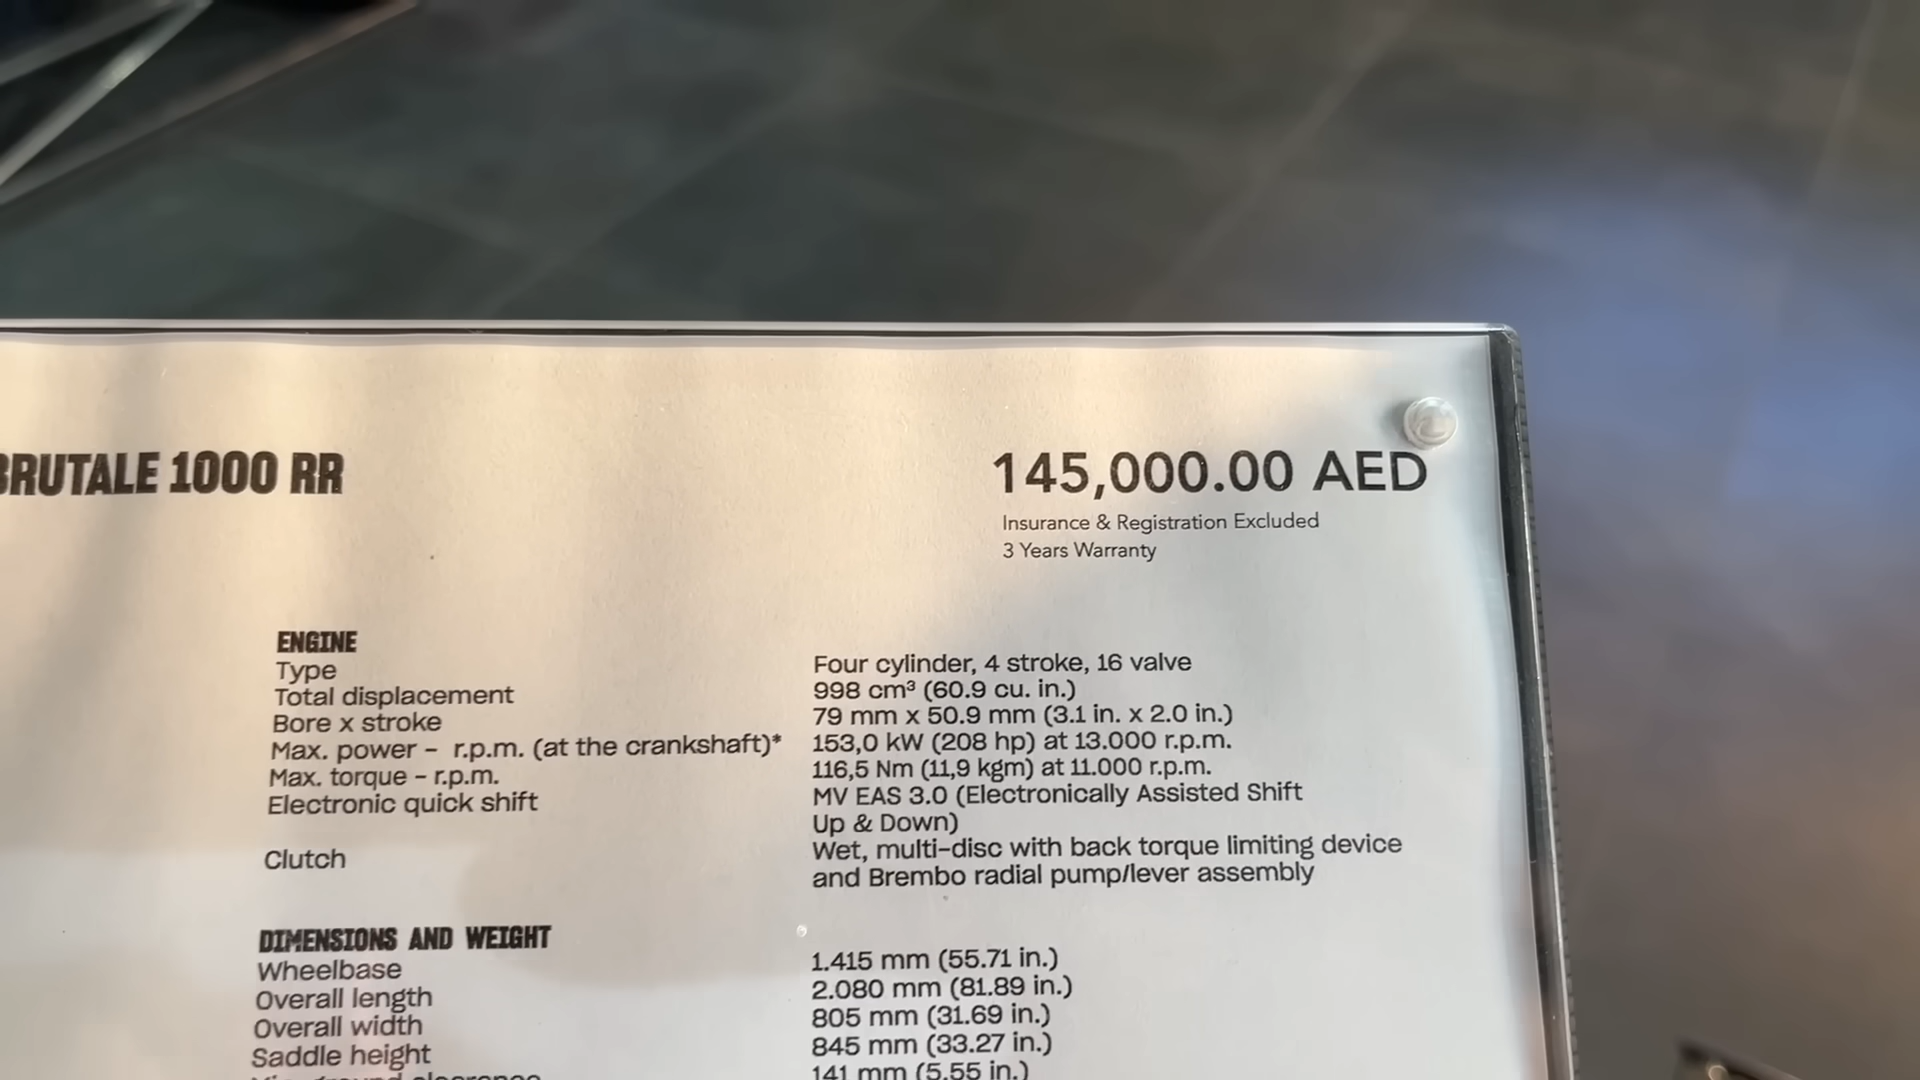 BRUTALE 1000 RR
145,000.00 AED
Insurance & Registration Excluded
3 Years Warranty
ENGINE
Type Four cylinder, 4 stroke, 16 valve
Total displacement 998 cm³ (60.9 cu. in.)
Bore x stroke 79 mm x 50.9 mm (3.1 in. x 2.0 in.)
Max. power - r.p.m. (at the crankshaft)* 153,0 kW (208 hp) at 13.000 r.p.m.
Max. torque - r.p.m. 116,5 Nm (11,9 kgm) at 11.000 r.p.m.
Electronic quick shift MV EAS 3.0 (Electronically Assisted Shift
Up & Down)
Clutch Wet, multi-disc with back torque limiting device
and Brembo radial pump/lever assembly
DIMENSIONS AND WEIGHT
Wheelbase 1.415 mm (55.71 in.)
Overall length 2.080 mm (81.89 in.)
Overall width 805 mm (31.69 in.)
Saddle height 845 mm (33.27 in.)
141 mm (5.55 in.)